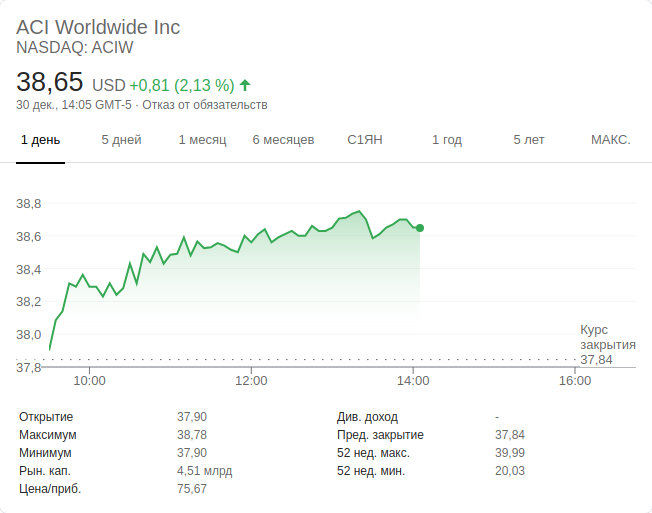 ACI Worldwide Inc
NASDAQ: ACIW
38,65 USD +0,81 (2,13 %)
30 дек., 14:05 GMT-5 · Отказ от обязательств
1 день 5 дней 1 месяц 6 месяцев С1ЯН 1 год 5 лет МАКС.
38,8
38,6
38,4
38,2
38,0
37,8
Курс
закрытия
37,84
10:00 12:00 14:00 16:00
Открытие 37,90 Див. доход -
Максимум 38,78 Пред. закрытие 37,84
Минимум 37,90 52 нед. макс. 39,99
Рын. кап. 4,51 млрд 52 нед. мин. 20,03
Цена/приб. 75,67